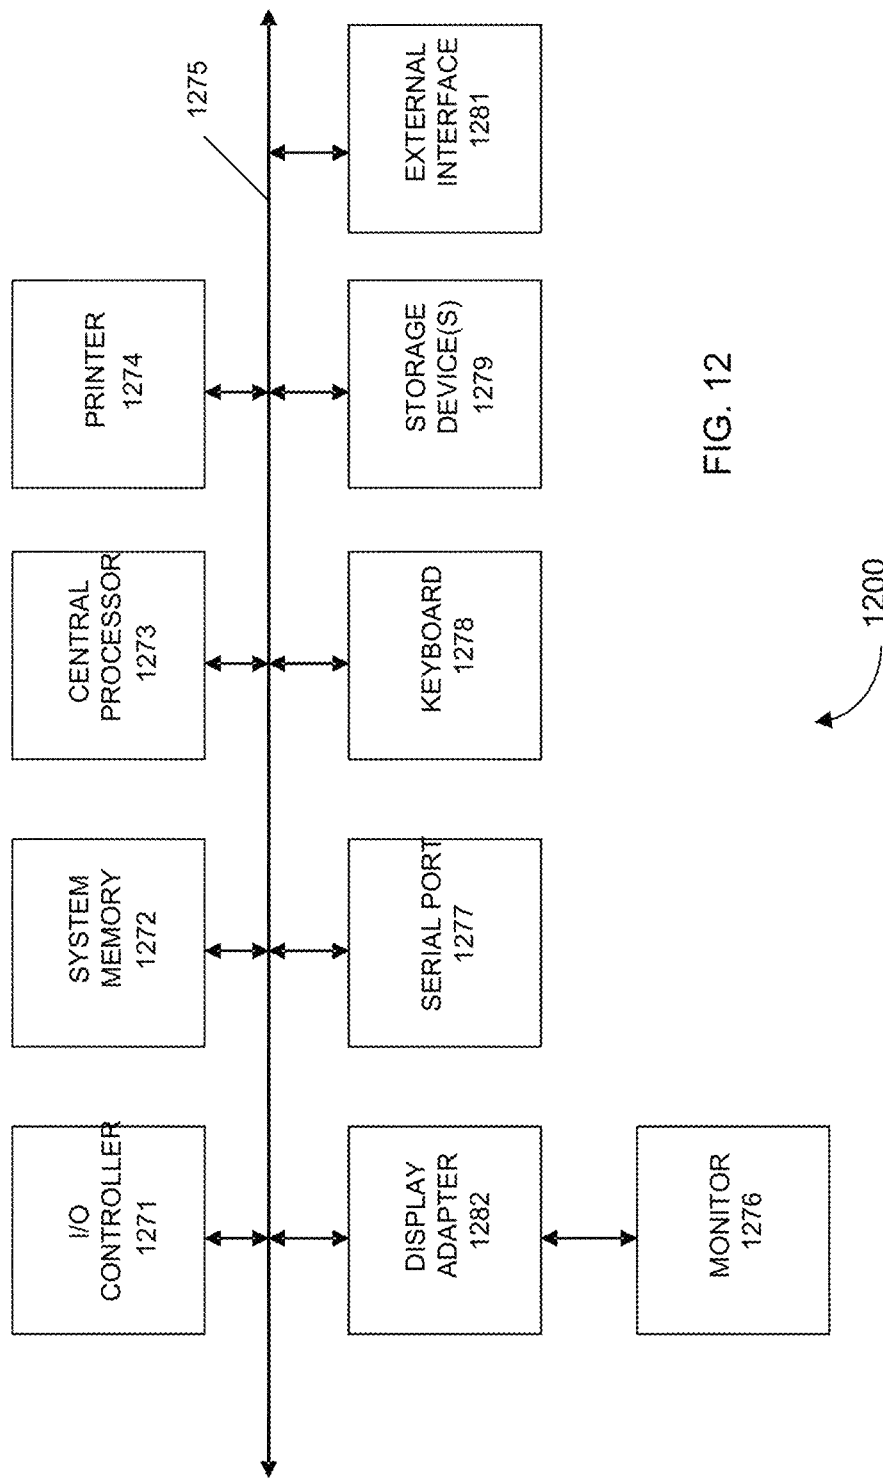 I/O
CONTROLLER
1271
SYSTEM
MEMORY
1272
CENTRAL
PROCESSOR
1273
PRINTER
1274
1275
DISPLAY
ADAPTER
1282
SERIAL PORT
1277
KEYBOARD
1278
STORAGE
DEVICE(S)
1279
EXTERNAL
INTERFACE
1281
MONITOR
1276
FIG. 12
1200